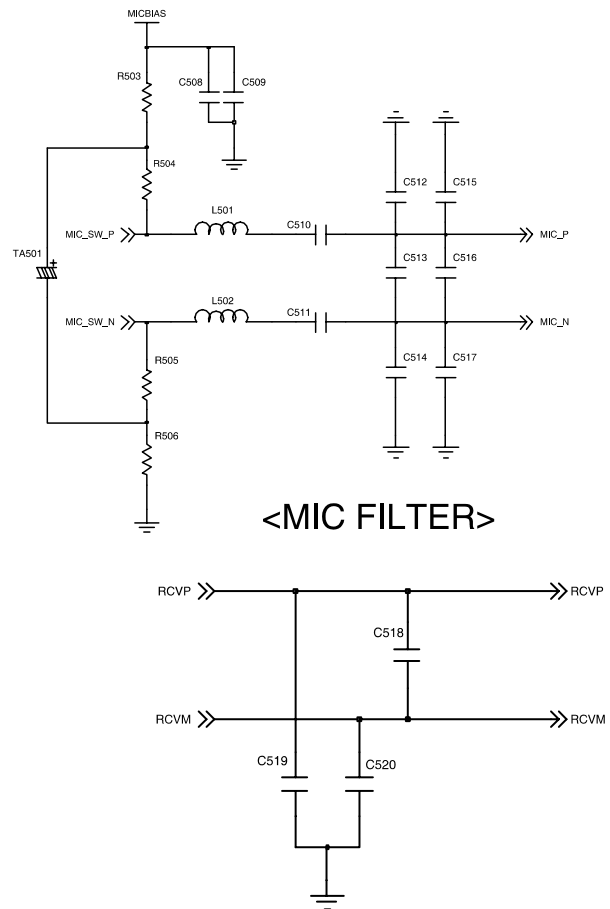 MICBIAS
R503
C508
C509
R504
C512
C515
L501
C510
MIC_SW_P
MIC_P
TA501
+
C513
C516
L502
C511
MIC_SW_N
MIC_N
R505
C514
C517
R506
<MIC FILTER>
RCVP
RCVP
C518
RCVM
RCVM
C519
C520